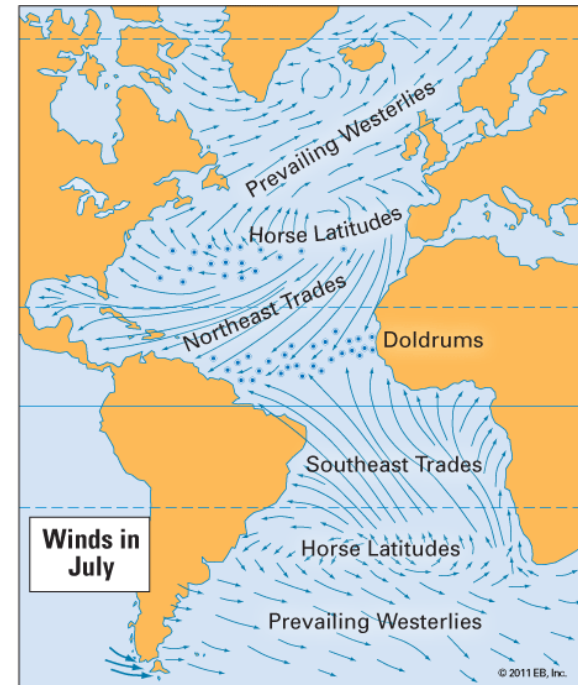 Prevailing Westerlies
Horse Latitudes
Northeast Trades
Doldrums
Southeast Trades
Winds in
July
Horse Latitudes
Prevailing Westerlies
© 2011 EB, Inc.